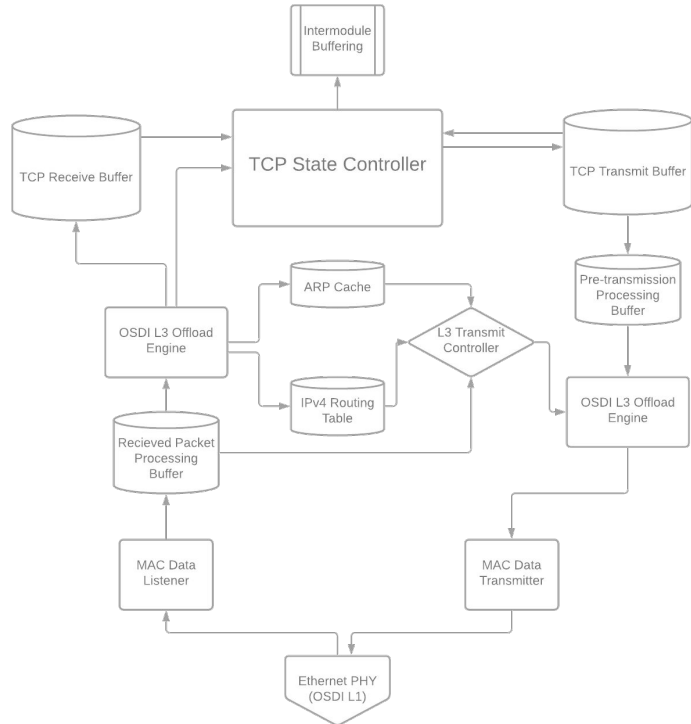 Intermodule
Buffering
TCP Receive Buffer
TCP State Controller
TCP Transmit Buffer
ARP Cache
Pre-transmission
Processing
Buffer
OSDI L3 Offload
Engine
L3 Transmit
Controller
IPv4 Routing
Table
OSDI L3 Offload
Engine
Recieved Packet
Processing
Buffer
MAC Data
Listener
MAC Data
Transmitter
Ethernet PHY
(OSDI L1)